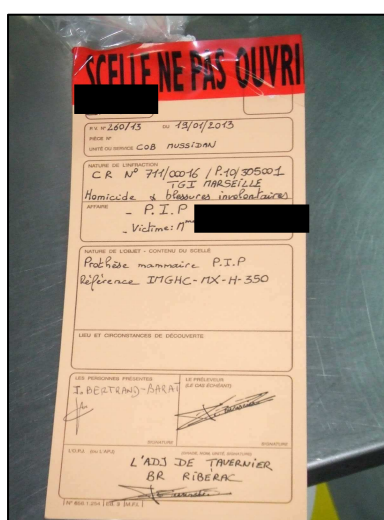 SCELLE NE PAS OUVRI
P.V. N° 260/13 DU 19/01/2013
PIÈCE N°
UNITÉ OU SERVICE COB MUSSIDAN
NATURE DE L'INFRACTION
CR N° 711/00016 / P.10/305001
TGI MARSEILLE
Homicide & blessures involontaires
AFFAIRE
- P.I.P
- Victime: Mme
NATURE DE L'OBJET - CONTENU DU SCELLE
Prothèse mammaire P.I.P
Référence IMGHC-MX-H-350
LIEU ET CIRCONSTANCES DE DÉCOUVERTE
LES PERSONNES PRÉSENTES
LE PRÉLEVEUR
(LE CAS ÉCHÉANT)
I. BERTRAND-BARAT
SIGNATURE
SIGNATURE
L'O.P.J. (OU L'APJ)
L'ADJ DE TAVERNIER
BR RIBERAC